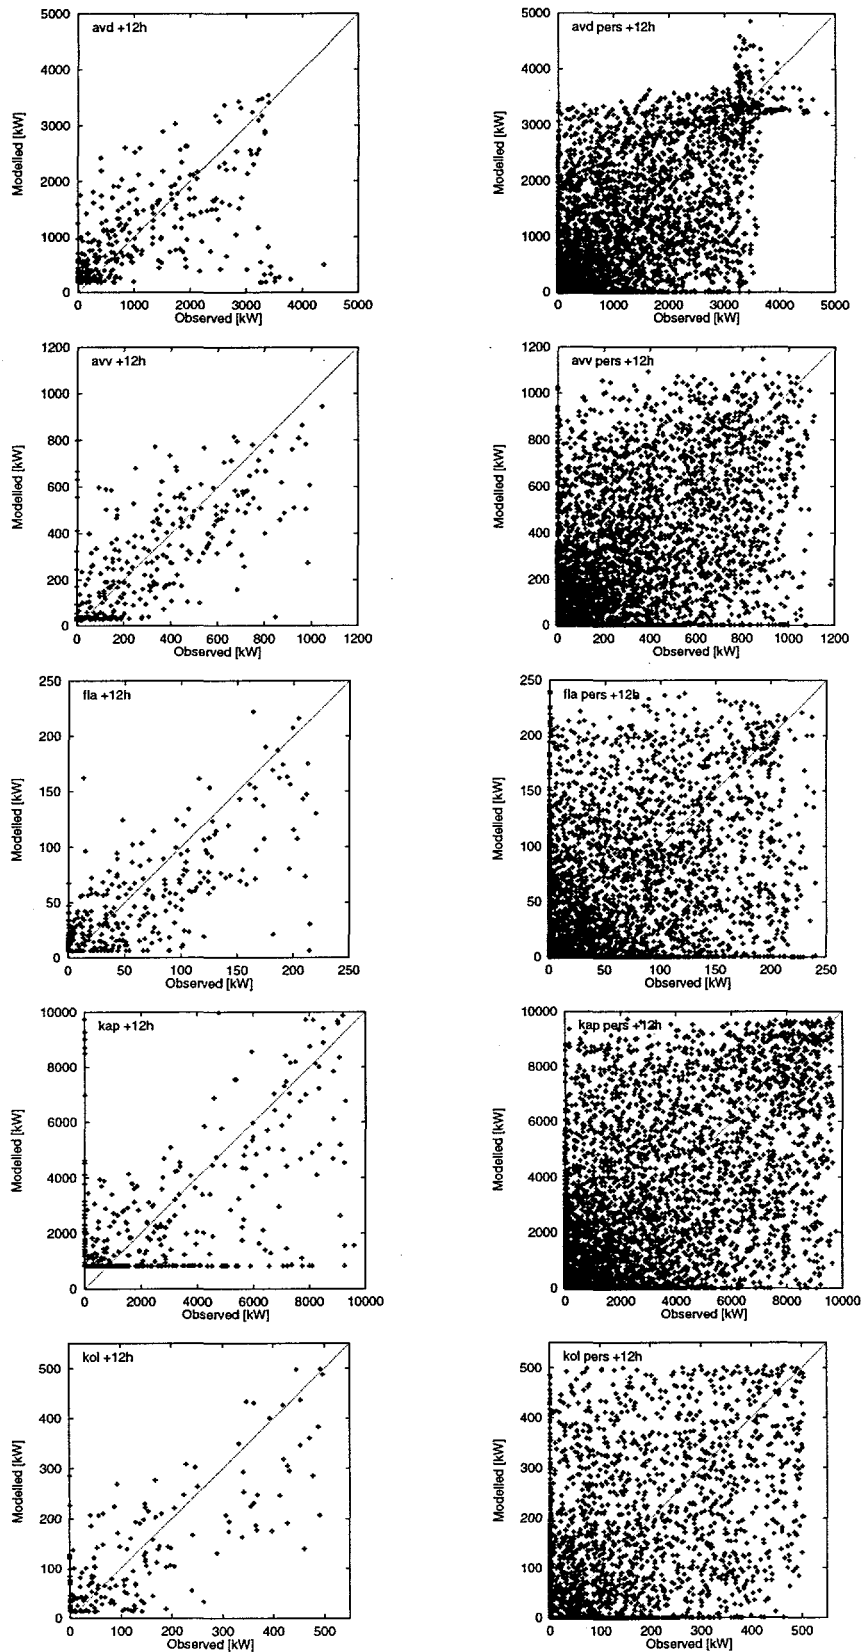 avd +12h
Modelled [kW]
5000
4000
3000
2000
1000
0
0 1000 2000 3000 4000 5000
Observed [kW]
avd pers +12h
Modelled [kW]
5000
4000
3000
2000
1000
0
0 1000 2000 3000 4000 5000
Observed [kW]
avv +12h
Modelled [kW]
1200
1000
800
600
400
200
0
0 200 400 600 800 1000 1200
Observed [kW]
avv pers +12h
Modelled [kW]
1200
1000
800
600
400
200
0
0 200 400 600 800 1000 1200
Observed [kW]
fla +12h
Modelled [kW]
250
200
150
100
50
0
0 50 100 150 200 250
Observed [kW]
fla pers +12h
Modelled [kW]
250
200
150
100
50
0
0 50 100 150 200 250
Observed [kW]
kap +12h
Modelled [kW]
10000
8000
6000
4000
2000
0
0 2000 4000 6000 8000 10000
Observed [kW]
kap pers +12h
Modelled [kW]
10000
8000
6000
4000
2000
0
0 2000 4000 6000 8000 10000
Observed [kW]
kol +12h
Modelled [kW]
500
400
300
200
100
0
0 100 200 300 400 500
Observed [kW]
kol pers +12h
Modelled [kW]
500
400
300
200
100
0
0 100 200 300 400 500
Observed [kW]